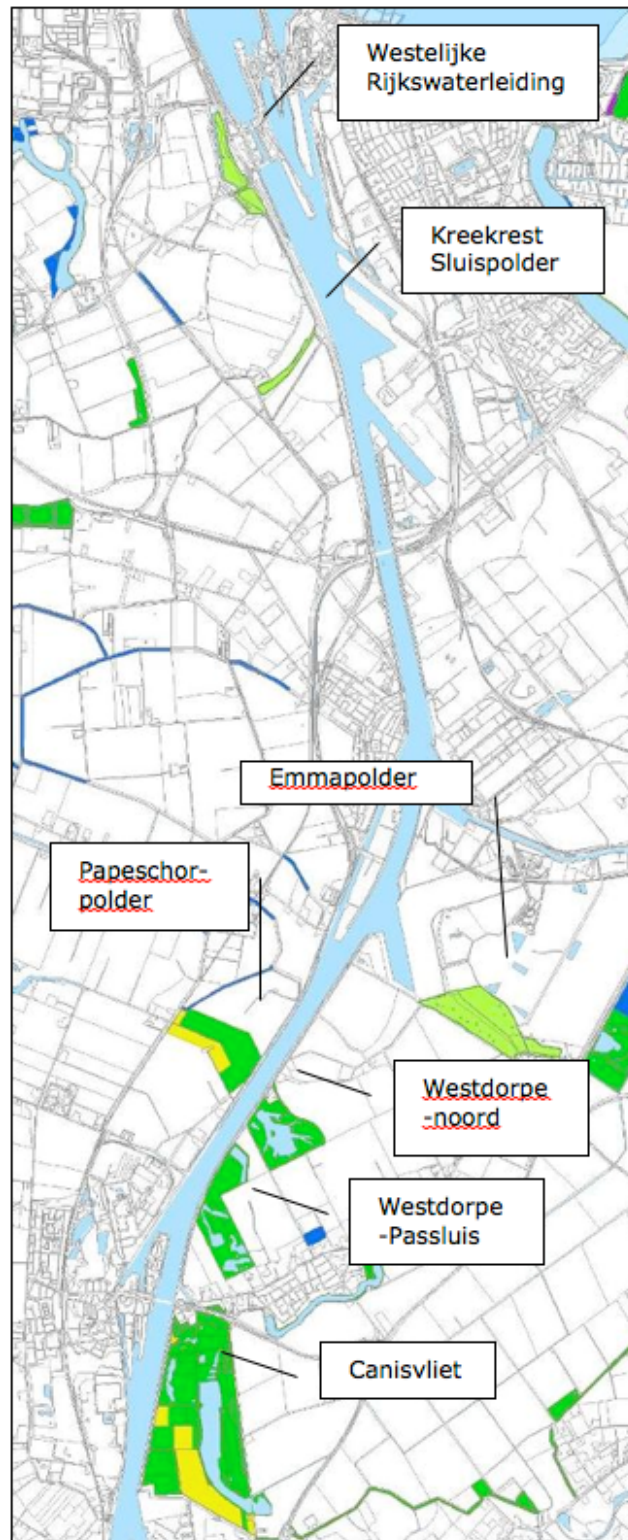 Westelijke
Rijkswaterleiding
Kreekrest
Sluispolder
Emmapolder
Papeschor-
polder
Westdorpe
-noord
Westdorpe
-Passluis
Canisvliet